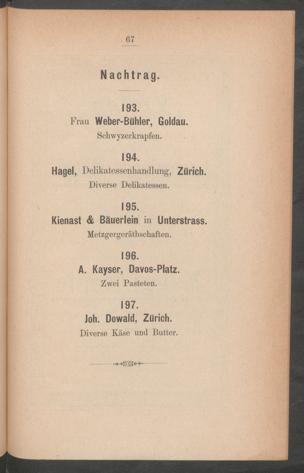 67
Nachtrag.
193.
Frau Weber-Bühler, Goldau.
Schwyzerkrapfen.
194.
Hagel, Delikatessenhandlung, Zürich.
Diverse Delikatessen.
195.
Kienast & Bäuerlein in Unterstrass.
Metzgergeräthschaften.
196.
A. Kayser, Davos-Platz.
Zwei Pasteten.
197.
Joh. Dowald, Zürich.
Diverse Käse und Butter.